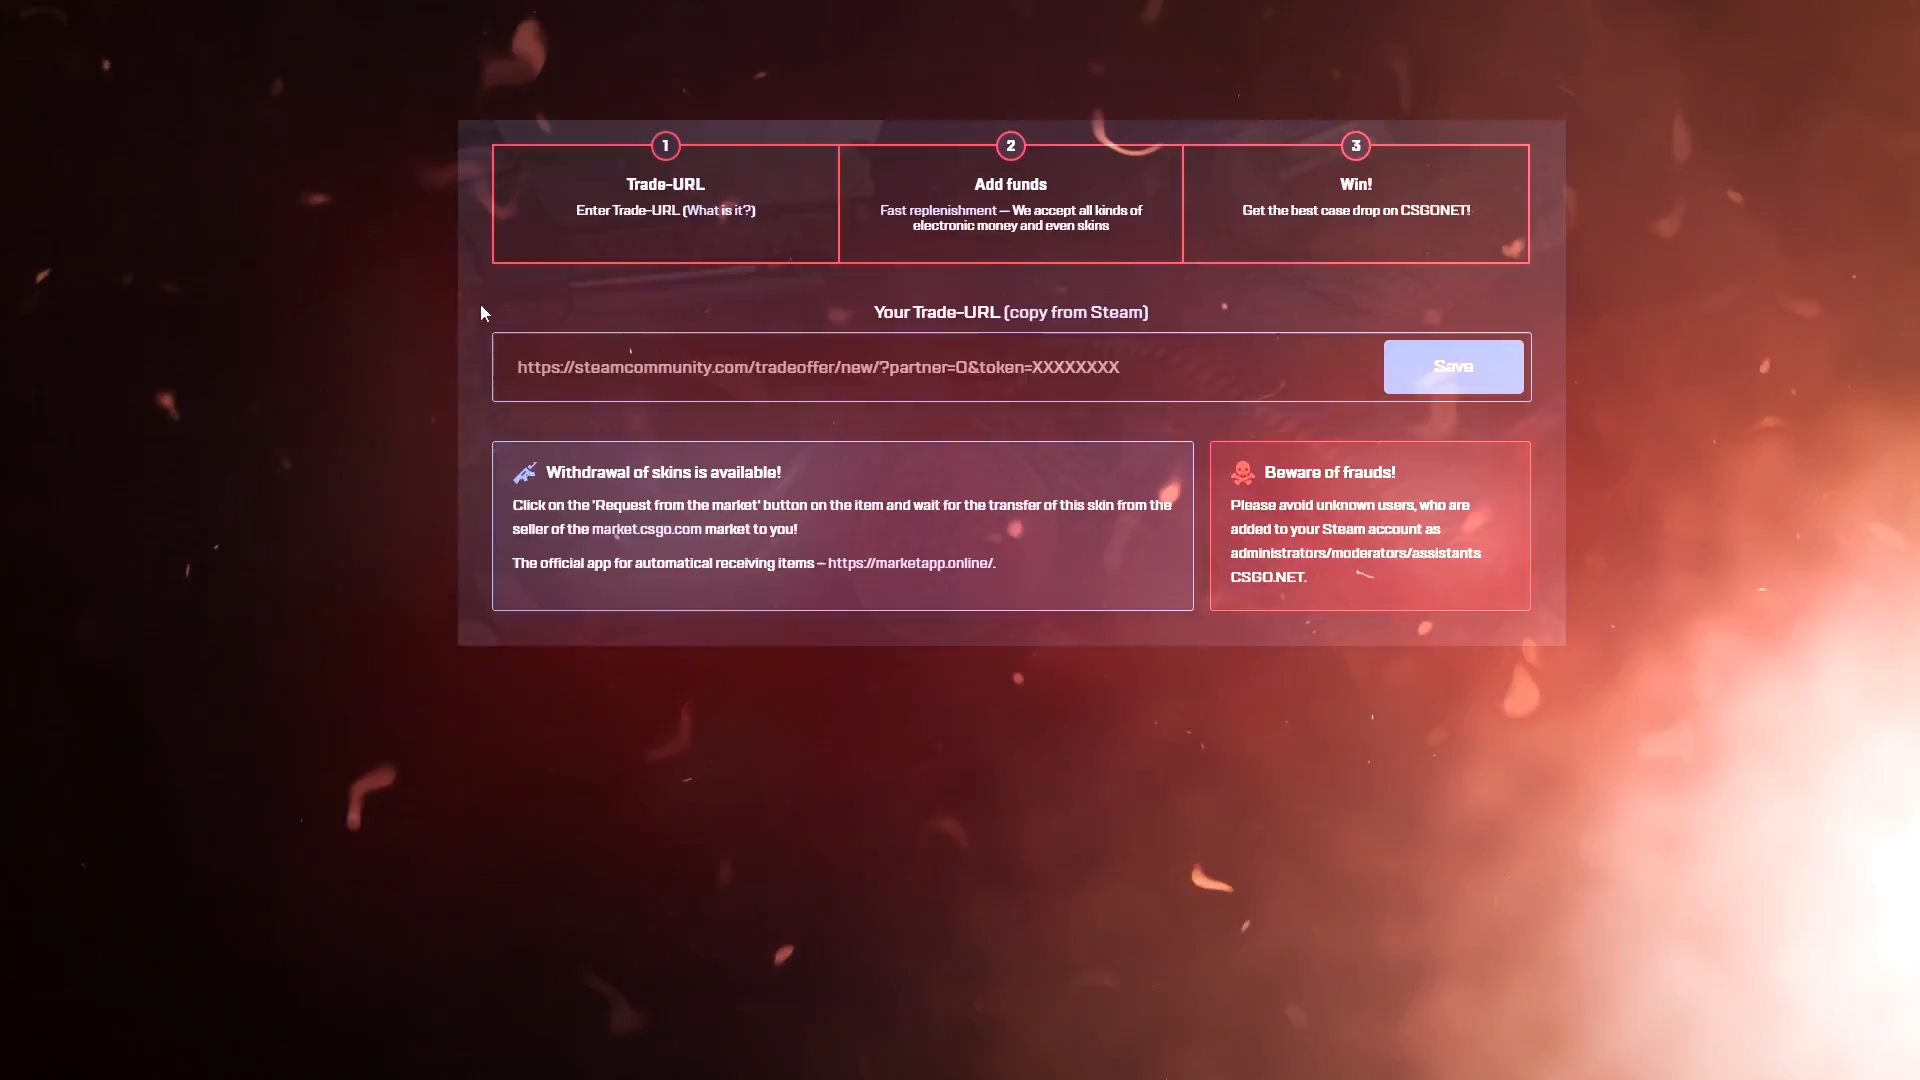 1
Trade-URL
Enter Trade-URL (What is it?)
2
Add funds
Fast replenishment — We accept all kinds of
electronic money and even skins
3
Win!
Get the best case drop on CSGONET!
Your Trade-URL (copy from Steam)
https://steamcommunity.com/tradeoffer/new/?partner=0&token=XXXXXXXX
Save
Withdrawal of skins is available!
Click on the 'Request from the market' button on the item and wait for the transfer of this skin from the
seller of the market.csgo.com market to you!
The official app for automatical receiving items – https://marketapp.online/.
Beware of frauds!
Please avoid unknown users, who are
added to your Steam account as
administrators/moderators/assistants
CSGO.NET.